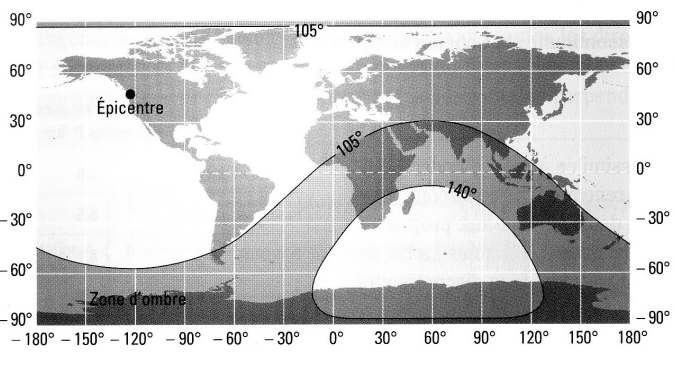 90° 105° 90°
60° 60°
Épicentre
30° 105° 30°
0° 0°
140°
– 30° – 30°
– 60° – 60°
Zone d'ombre
– 90° – 90°
– 180° – 150° – 120° – 90° – 60° – 30° 0° 30° 60° 90° 120° 150° 180°